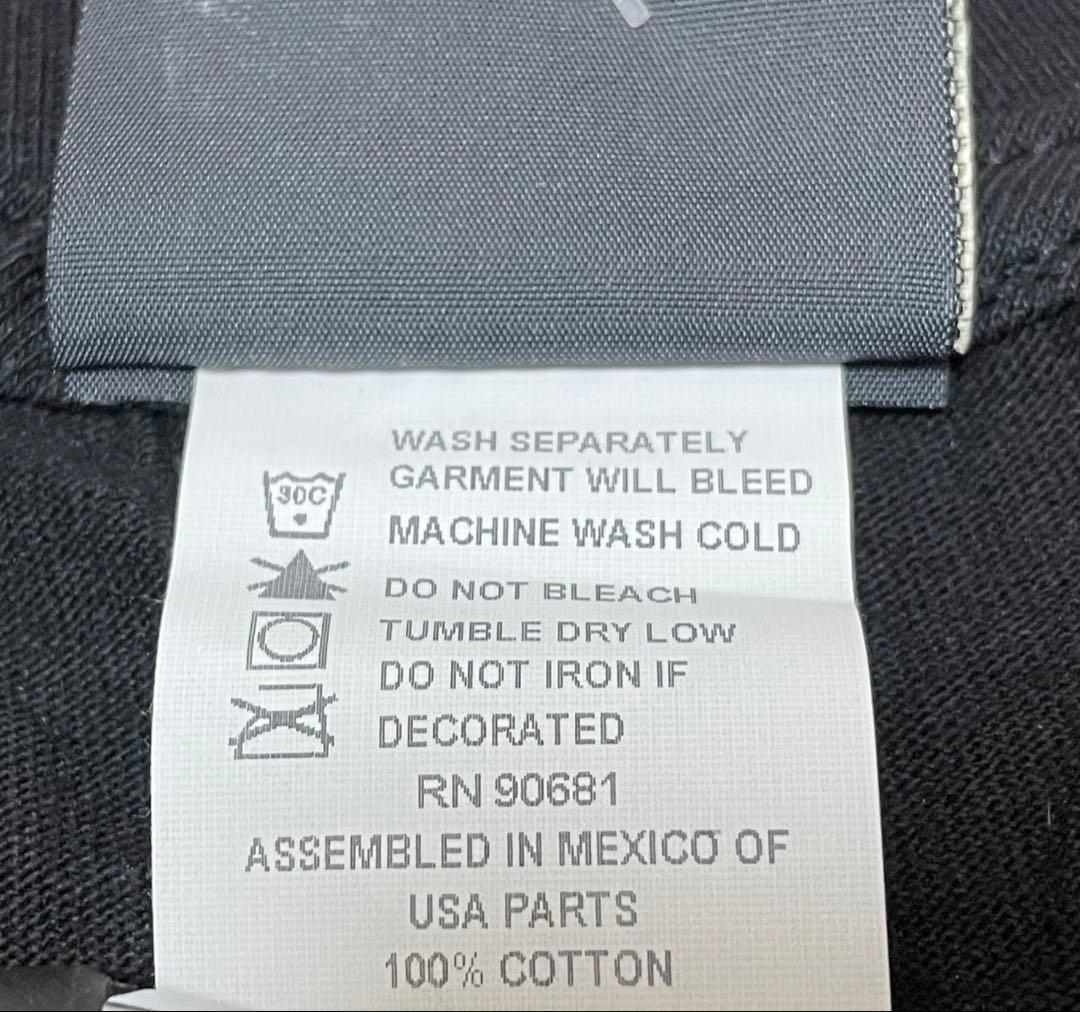 WASH SEPARATELY
GARMENT WILL BLEED
30C
MACHINE WASH COLD
DO NOT BLEACH
TUMBLE DRY LOW
DO NOT IRON IF
DECORATED
RN 90681
ASSEMBLED IN MEXICO OF
USA PARTS
100% COTTON